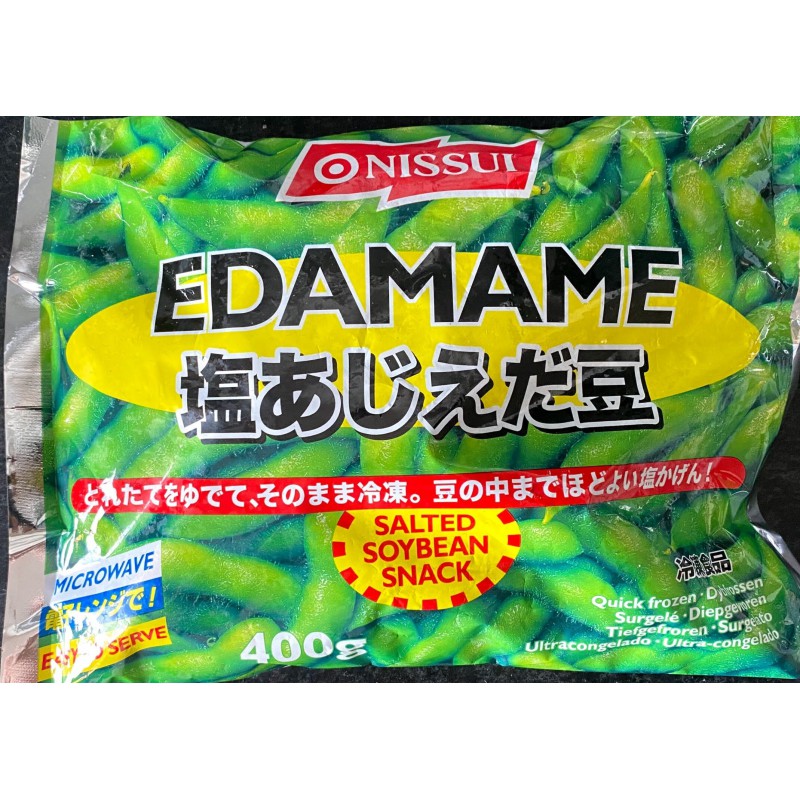 NISSUI
EDAMAME
塩あじえだ豆
とれたてをゆでて、そのまま冷凍。豆の中までほどよい塩かげん！
SALTED
SOYBEAN
SNACK
MICROWAVE
電子レンジで！
EASY TO SERVE
400g
冷凍食品
Quick frozen · Dybfrossen
Surgelé · Diepgevroren
Tiefgefroren · Surgelato
Ultracongelado · Ultra-congelado